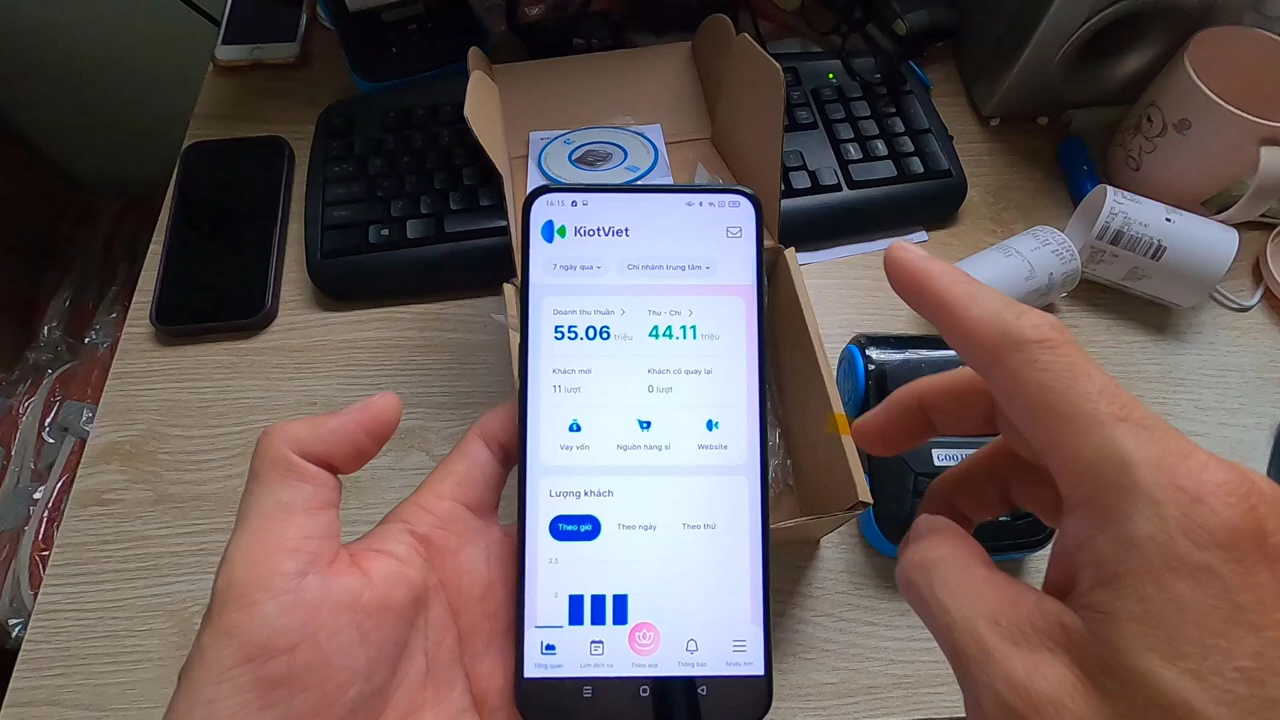 16:15
KiotViet
7 ngày qua
Chi nhánh trung tâm
Doanh thu thuần
Thu - Chi
55.06 triệu
44.11 triệu
Khách mới
Khách cũ quay lại
11 lượt
0 lượt
Vay vốn
Nguồn hàng sỉ
Website
Lượng khách
Theo giờ
Theo ngày
Theo thứ
2.5
2
Tổng quan
Lịch dịch vụ
Thêm mới
Thông báo
Nhiều hơn